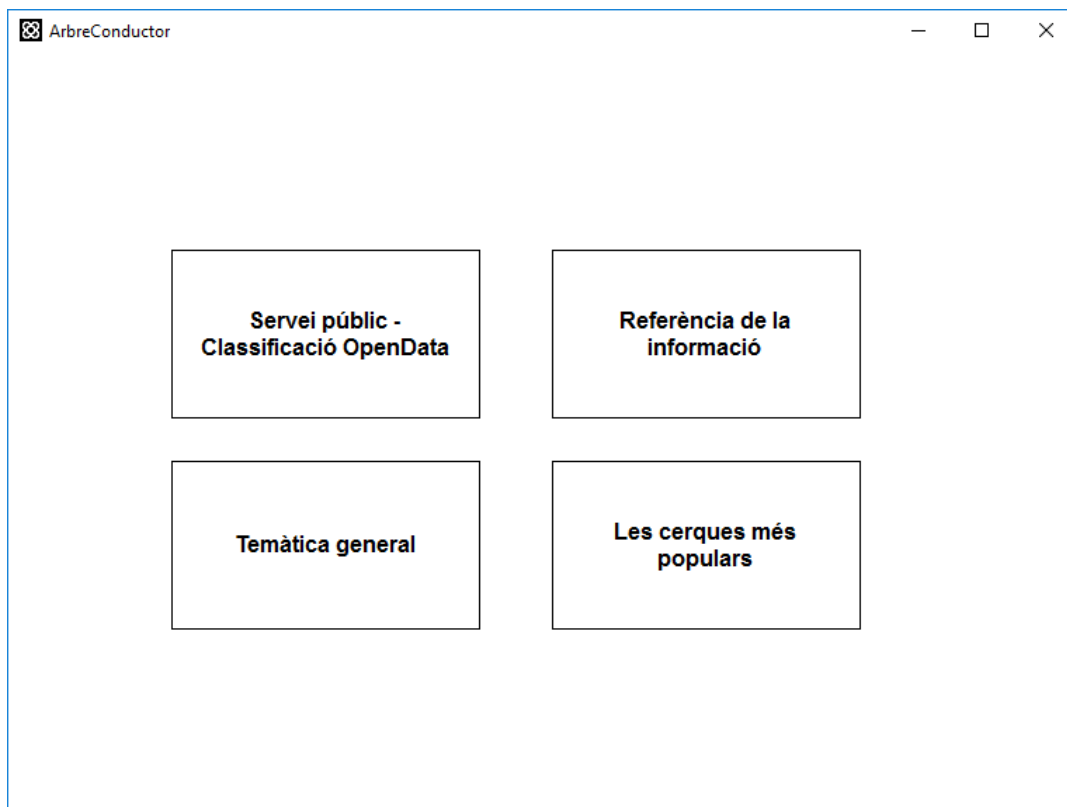 ArbreConductor
Servei públic -
Classificació OpenData
Referència de la
informació
Temàtica general
Les cerques més
populars